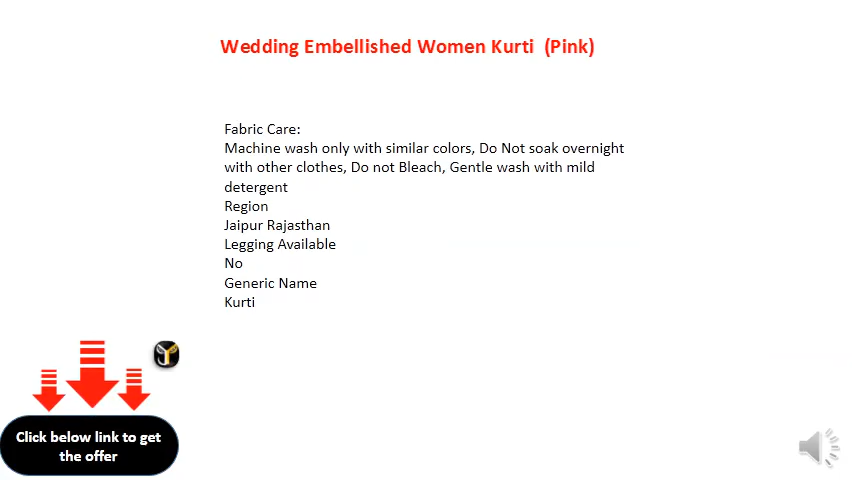 Wedding Embellished Women Kurti (Pink)
Fabric Care:
Machine wash only with similar colors, Do Not soak overnight
with other clothes, Do not Bleach, Gentle wash with mild
detergent
Region
Jaipur Rajasthan
Legging Available
No
Generic Name
Kurti
Click below link to get
the offer